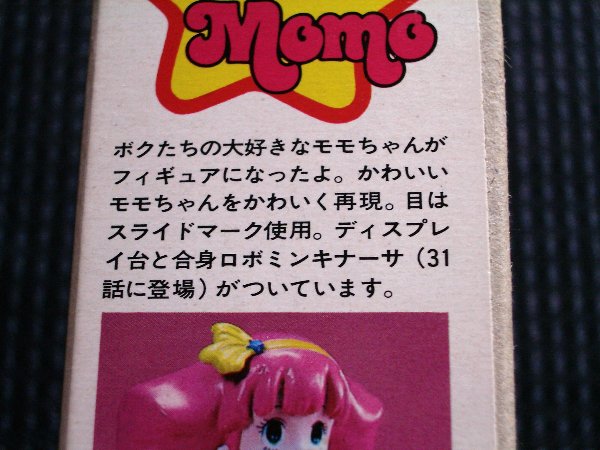 Momo
ボクたちの大好きなモモちゃんが
フィギュアになったよ。かわいい
モモちゃんをかわいく再現。目は
スライドマーク使用。ディスプレ
イ台と合身ロボミンキナーサ（31
話に登場）がついています。